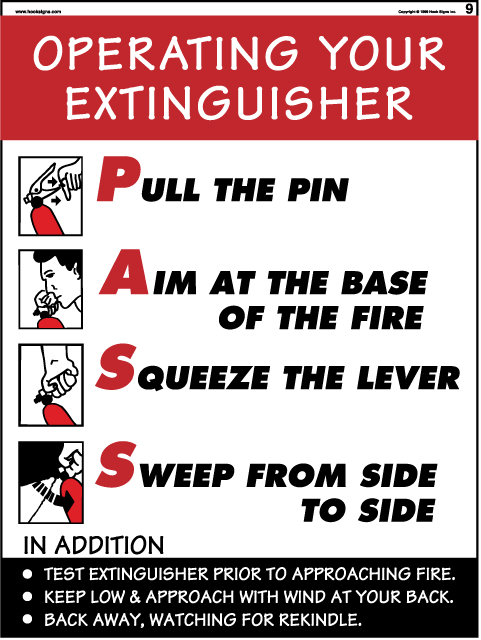 www.hooksigns.com
Copyright © 1998 Hook Signs Inc. 9
OPERATING YOUR
EXTINGUISHER
PULL THE PIN
AIM AT THE BASE
OF THE FIRE
SQUEEZE THE LEVER
SWEEP FROM SIDE
TO SIDE
IN ADDITION
• TEST EXTINGUISHER PRIOR TO APPROACHING FIRE.
• KEEP LOW & APPROACH WITH WIND AT YOUR BACK.
• BACK AWAY, WATCHING FOR REKINDLE.